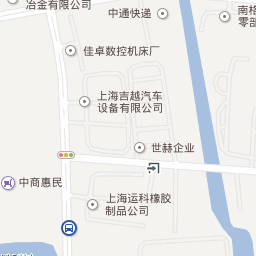 冶金有限公司
中通快递
南格
零部
佳卓数控机床厂
上海吉越汽车
设备有限公司
世赫企业
中商惠民
上海运科橡胶
制品公司